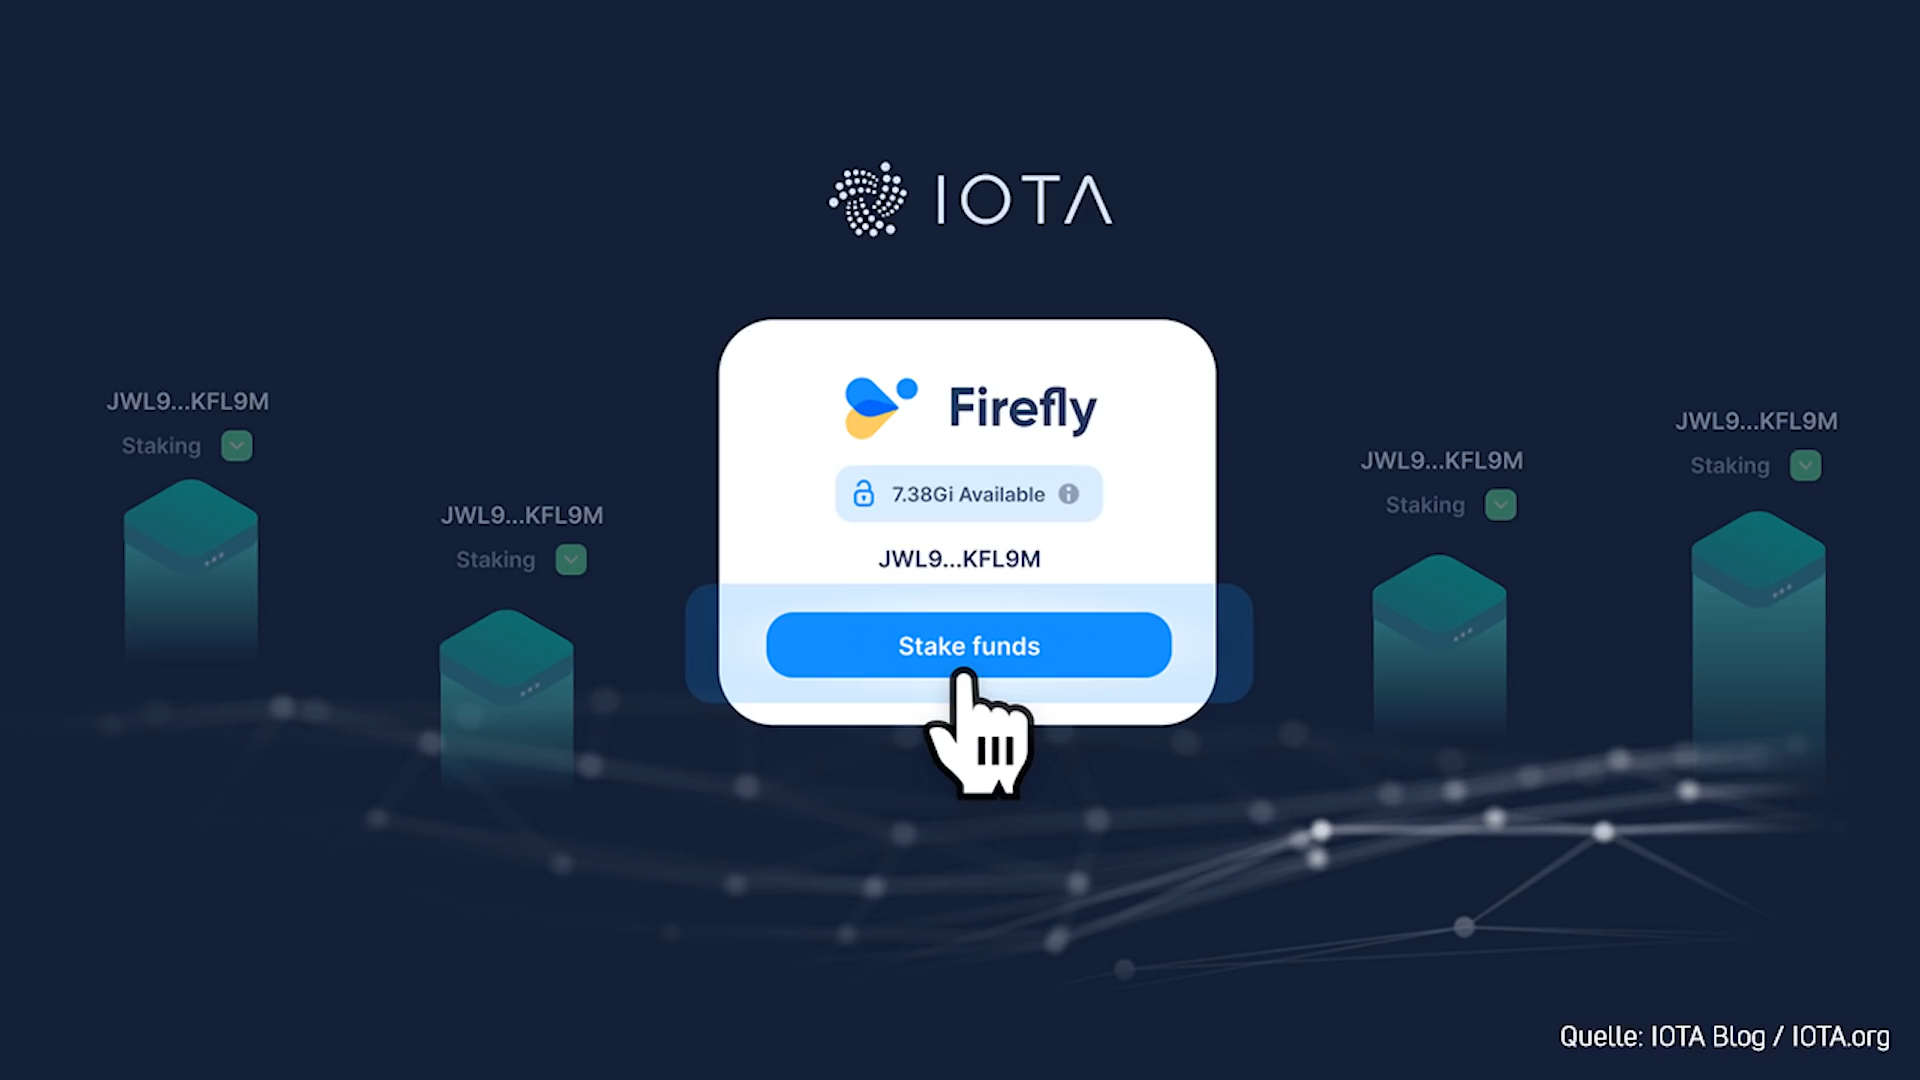 IOTA
Firefly
7.38Gi Available
JWL9...KFL9M
Stake funds
JWL9...KFL9M
Staking
JWL9...KFL9M
Staking
JWL9...KFL9M
Staking
JWL9...KFL9M
Staking
Quelle: IOTA Blog / IOTA.org